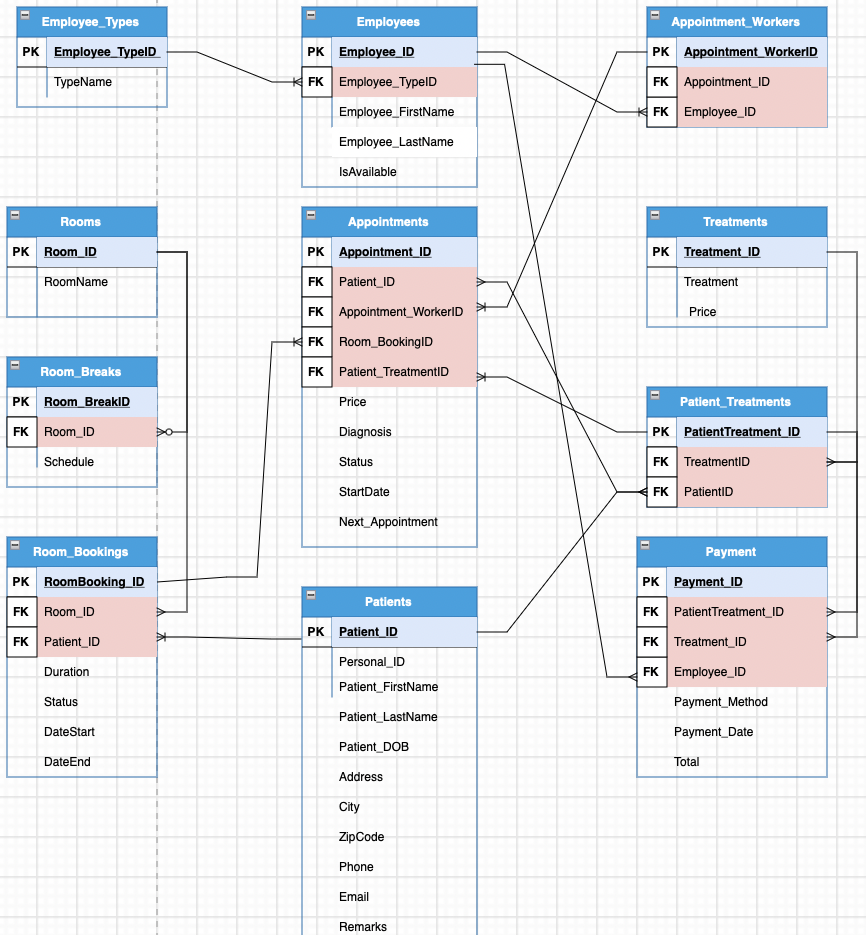 Employee_Types
PK Employee_TypeID
TypeName
Employees
PK Employee_ID
FK Employee_TypeID
Employee_FirstName
Employee_LastName
IsAvailable
Appointment_Workers
PK Appointment_WorkerID
FK Appointment_ID
FK Employee_ID
Rooms
PK Room_ID
RoomName
Appointments
PK Appointment_ID
FK Patient_ID
FK Appointment_WorkerID
FK Room_BookingID
FK Patient_TreatmentID
Price
Diagnosis
Status
StartDate
Next_Appointment
Treatments
PK Treatment_ID
Treatment
Price
Room_Breaks
PK Room_BreakID
FK Room_ID
Schedule
Patient_Treatments
PK PatientTreatment_ID
FK TreatmentID
FK PatientID
Room_Bookings
PK RoomBooking_ID
FK Room_ID
FK Patient_ID
Duration
Status
DateStart
DateEnd
Patients
PK Patient_ID
Personal_ID
Patient_FirstName
Patient_LastName
Patient_DOB
Address
City
ZipCode
Phone
Email
Remarks
Payment
PK Payment_ID
FK PatientTreatment_ID
FK Treatment_ID
FK Employee_ID
Payment_Method
Payment_Date
Total